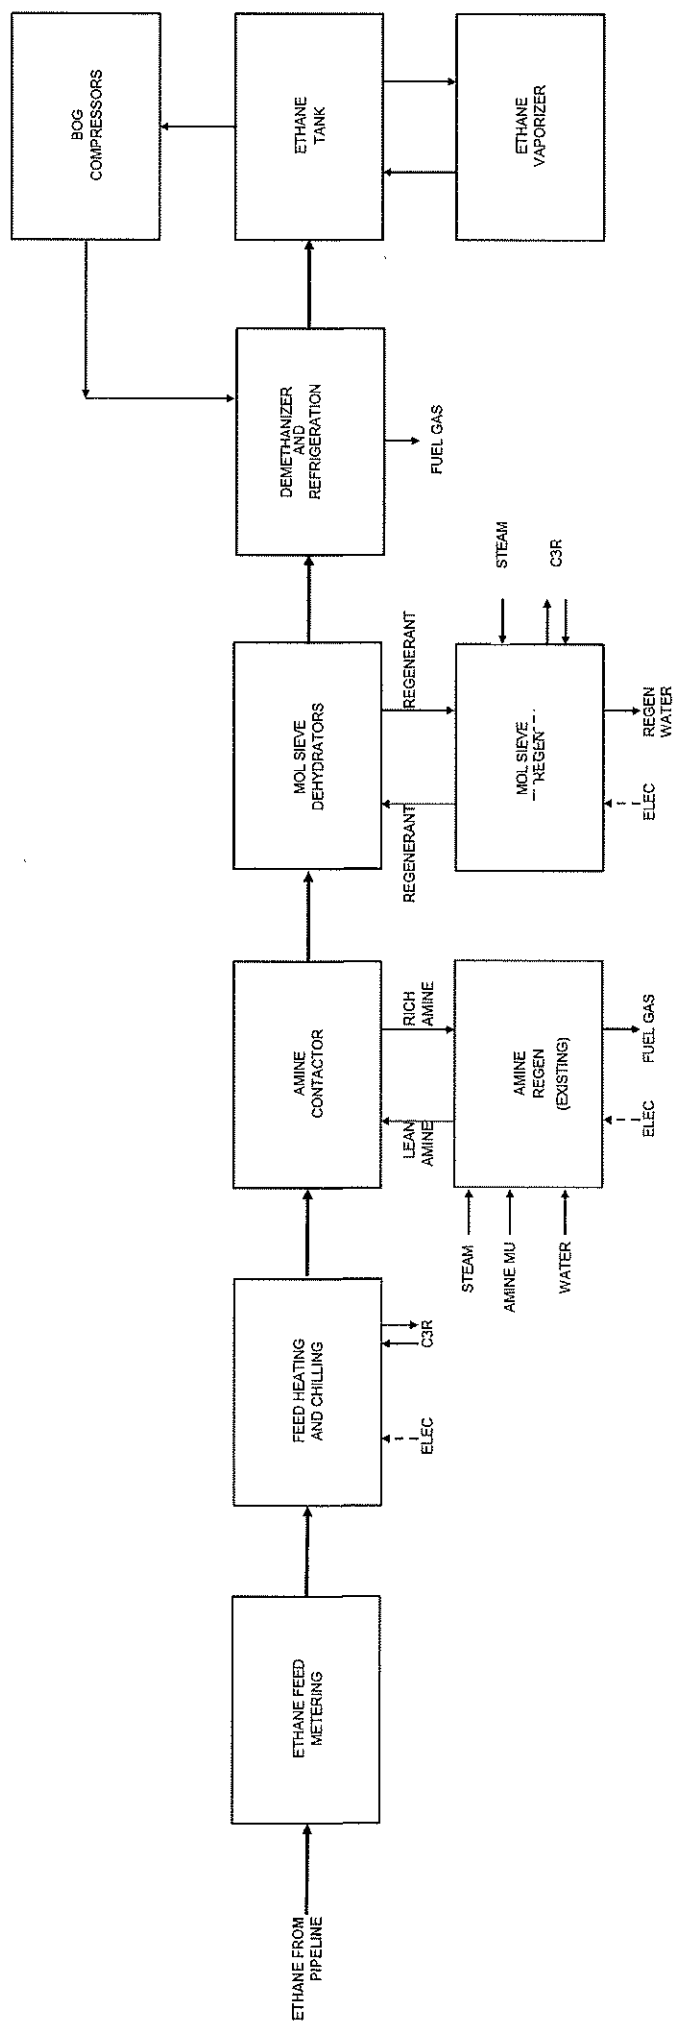 BOG
COMPRESSORS
ETHANE
TANK
ETHANE
VAPORIZER
DEMETHANIZER
AND
REFRIGERATION
FUEL GAS
MOL SIEVE
DEHYDRATORS
REGENERANT
REGENERANT
MOL SIEVE
REGEN
STEAM
C3R
ELEC
REGEN
WATER
AMINE
CONTACTOR
LEAN
AMINE
RICH
AMINE
AMINE
REGEN
(EXISTING)
STEAM
AMINE MU
WATER
ELEC
FUEL GAS
FEED HEATING
AND CHILLING
ELEC
C3R
ETHANE FEED
METERING
ETHANE FROM
PIPELINE